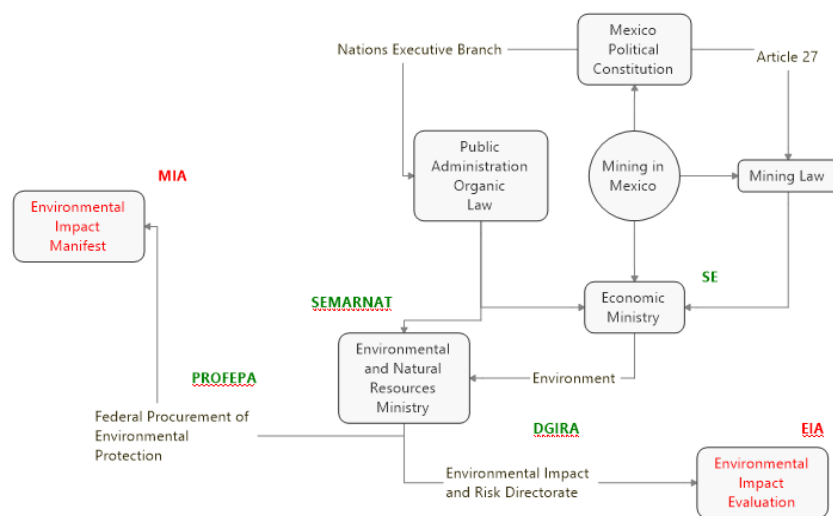 Nations Executive Branch
Mexico
Political
Constitution
Article 27
Public
Administration
Organic
Law
Mining in
Mexico
Mining Law
MIA
Environmental
Impact
Manifest
SEMARNAT
SE
Economic
Ministry
Environmental
and Natural
Resources
Ministry
Environment
PROFEPA
Federal Procurement of
Environmental
Protection
DGIRA
Environmental Impact
and Risk Directorate
EIA
Environmental
Impact
Evaluation